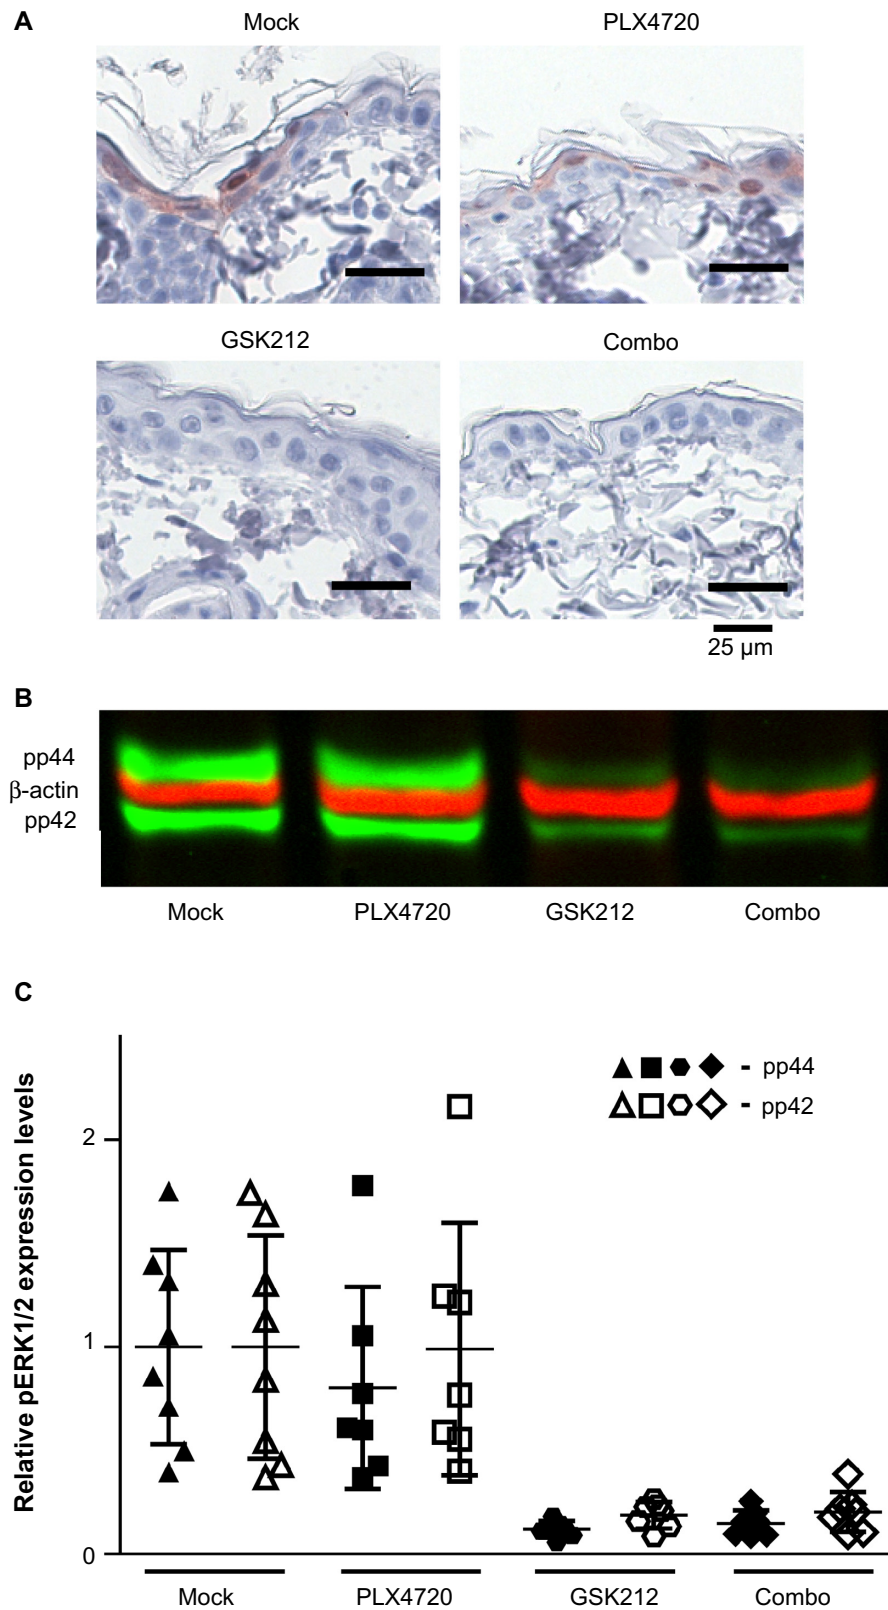 A
Mock PLX4720
GSK212 Combo
25 μm
B
pp44
β-actin
pp42
Mock PLX4720 GSK212 Combo
C
Relative pERK1/2 expression levels
2
1
0
- pp44
- pp42
Mock PLX4720 GSK212 Combo